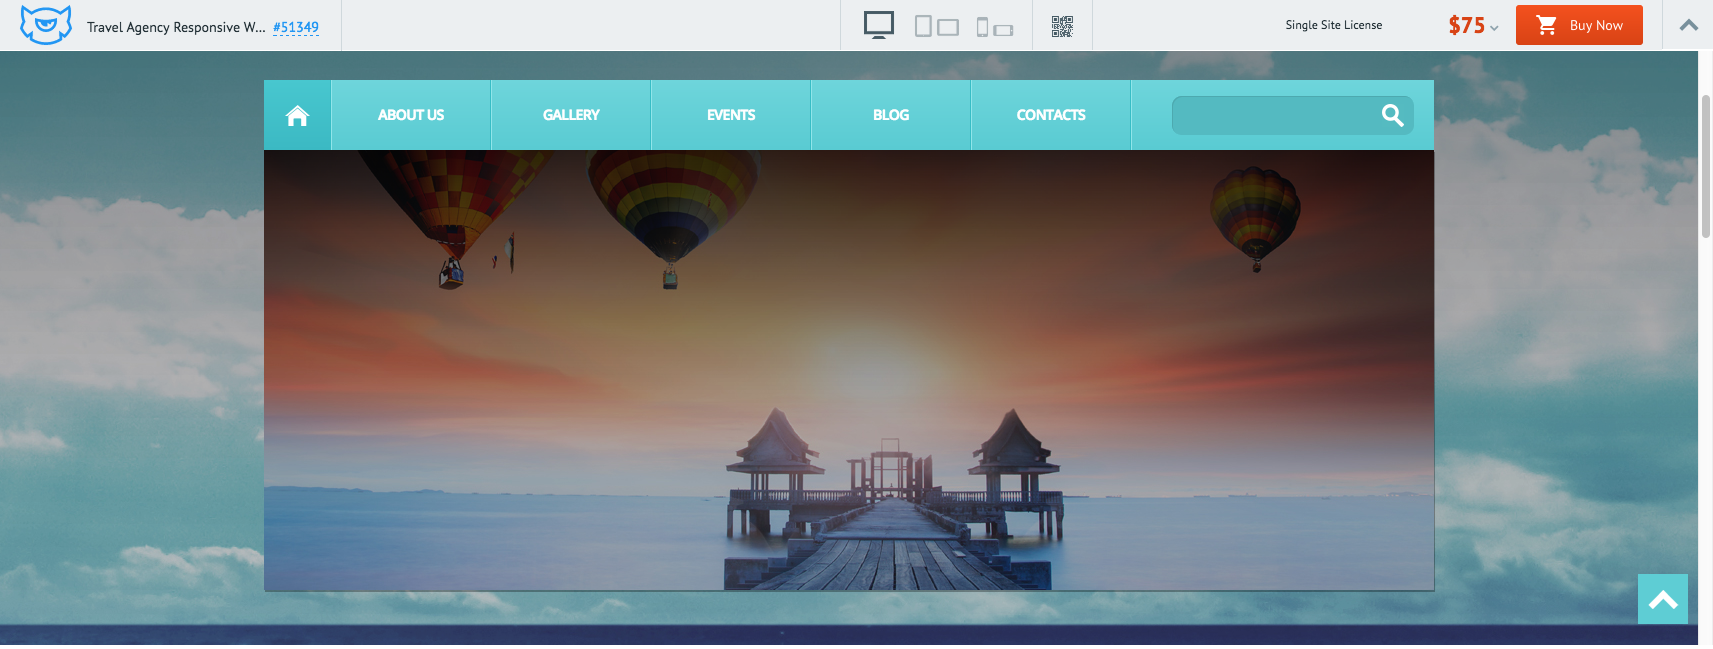 Travel Agency Responsive W... #51349
Single Site License
$75
Buy Now
ABOUT US
GALLERY
EVENTS
BLOG
CONTACTS